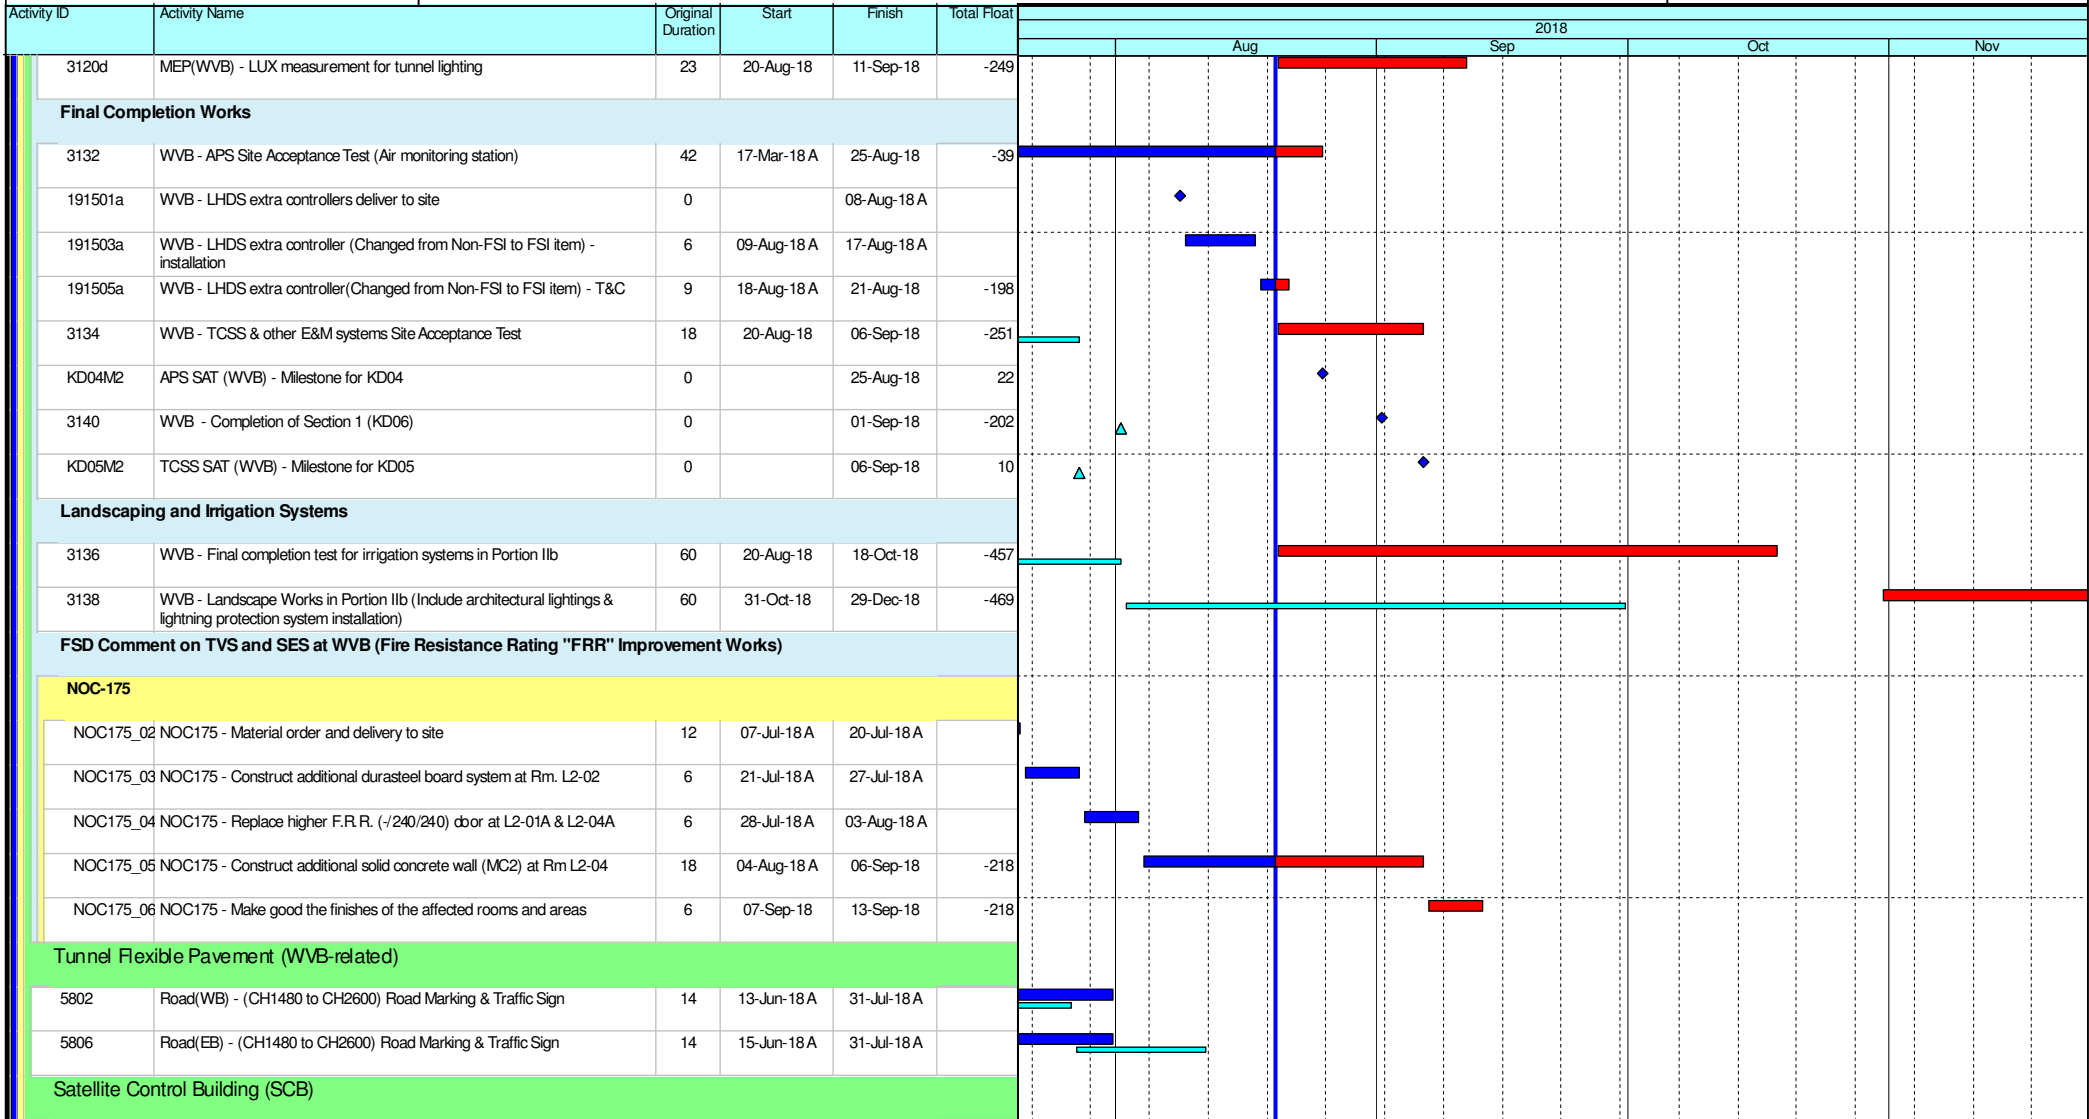 Activity ID Activity Name Original Duration Start Finish Total Float
2018
Aug Sep Oct Nov
3120d MEP(WVB) - LUX measurement for tunnel lighting 23 20-Aug-18 11-Sep-18 -249
Final Completion Works
3132 WVB - APS Site Acceptance Test (Air monitoring station) 42 17-Mar-18 A 25-Aug-18 -39
191501a WVB - LHDS extra controllers deliver to site 0 08-Aug-18 A
191503a WVB - LHDS extra controller (Changed from Non-FSI to FSI item) - installation 6 09-Aug-18 A 17-Aug-18 A
191505a WVB - LHDS extra controller(Changed from Non-FSI to FSI item) - T&C 9 18-Aug-18 A 21-Aug-18 -198
3134 WVB - TCSS & other E&M systems Site Acceptance Test 18 20-Aug-18 06-Sep-18 -251
KD04M2 APS SAT (WVB) - Milestone for KD04 0 25-Aug-18 22
3140 WVB - Completion of Section 1 (KD06) 0 01-Sep-18 -202
KD05M2 TCSS SAT (WVB) - Milestone for KD05 0 06-Sep-18 10
Landscaping and Irrigation Systems
3136 WVB - Final completion test for irrigation systems in Portion IIb 60 20-Aug-18 18-Oct-18 -457
3138 WVB - Landscape Works in Portion IIb (Include architectural lightings & lightning protection system installation) 60 31-Oct-18 29-Dec-18 -469
FSD Comment on TVS and SES at WVB (Fire Resistance Rating "FRR" Improvement Works)
NOC-175
NOC175_02 NOC175 - Material order and delivery to site 12 07-Jul-18 A 20-Jul-18 A
NOC175_03 NOC175 - Construct additional durasteel board system at Rm. L2-02 6 21-Jul-18 A 27-Jul-18 A
NOC175_04 NOC175 - Replace higher F.R.R. (-/240/240) door at L2-01A & L2-04A 6 28-Jul-18 A 03-Aug-18 A
NOC175_05 NOC175 - Construct additional solid concrete wall (MC2) at Rm L2-04 18 04-Aug-18 A 06-Sep-18 -218
NOC175_06 NOC175 - Make good the finishes of the affected rooms and areas 6 07-Sep-18 13-Sep-18 -218
Tunnel Flexible Pavement (WVB-related)
5802 Road(WB) - (CH1480 to CH2600) Road Marking & Traffic Sign 14 13-Jun-18 A 31-Jul-18 A
5806 Road(EB) - (CH1480 to CH2600) Road Marking & Traffic Sign 14 15-Jun-18 A 31-Jul-18 A
Satellite Control Building (SCB)